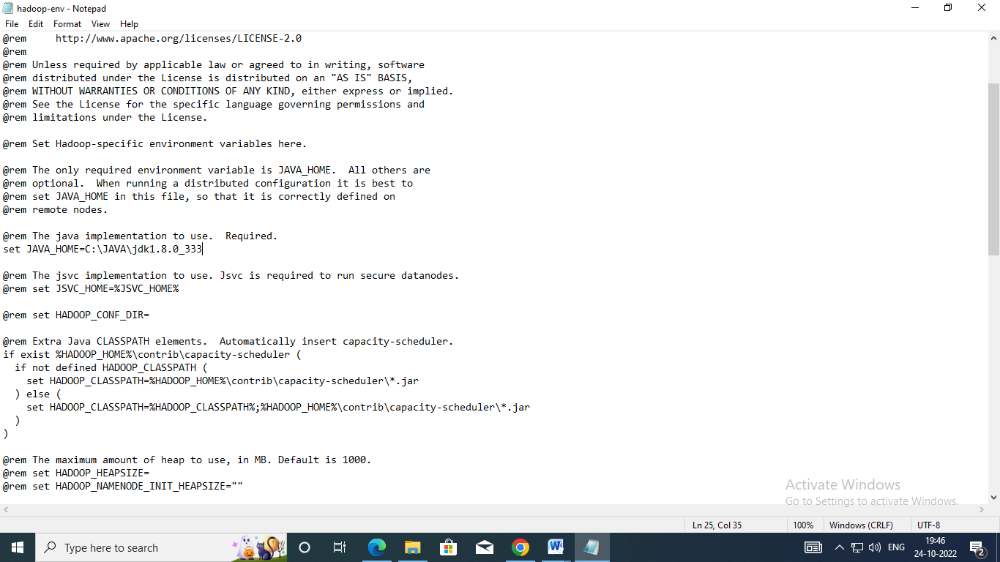 hadoop-env - Notepad
File Edit Format View Help
@rem     http://www.apache.org/licenses/LICENSE-2.0
@rem
@rem Unless required by applicable law or agreed to in writing, software
@rem distributed under the License is distributed on an "AS IS" BASIS,
@rem WITHOUT WARRANTIES OR CONDITIONS OF ANY KIND, either express or implied.
@rem See the License for the specific language governing permissions and
@rem limitations under the License.
@rem Set Hadoop-specific environment variables here.
@rem The only required environment variable is JAVA_HOME.  All others are
@rem optional.  When running a distributed configuration it is best to
@rem set JAVA_HOME in this file, so that it is correctly defined on
@rem remote nodes.
@rem The java implementation to use.  Required.
set JAVA_HOME=C:\JAVA\jdk1.8.0_333
@rem The jsvc implementation to use. Jsvc is required to run secure datanodes.
@rem set JSVC_HOME=%JSVC_HOME%
@rem set HADOOP_CONF_DIR=
@rem Extra Java CLASSPATH elements.  Automatically insert capacity-scheduler.
if exist %HADOOP_HOME%\contrib\capacity-scheduler (
  if not defined HADOOP_CLASSPATH (
    set HADOOP_CLASSPATH=%HADOOP_HOME%\contrib\capacity-scheduler\*.jar
  ) else (
    set HADOOP_CLASSPATH=%HADOOP_CLASSPATH%;%HADOOP_HOME%\contrib\capacity-scheduler\*.jar
  )
)
@rem The maximum amount of heap to use, in MB. Default is 1000.
@rem set HADOOP_HEAPSIZE=
@rem set HADOOP_NAMENODE_INIT_HEAPSIZE=""
Activate Windows
Go to Settings to activate Windows.
Ln 25, Col 35 100% Windows (CRLF) UTF-8
Type here to search
W
ENG
19:46
24-10-2022
2